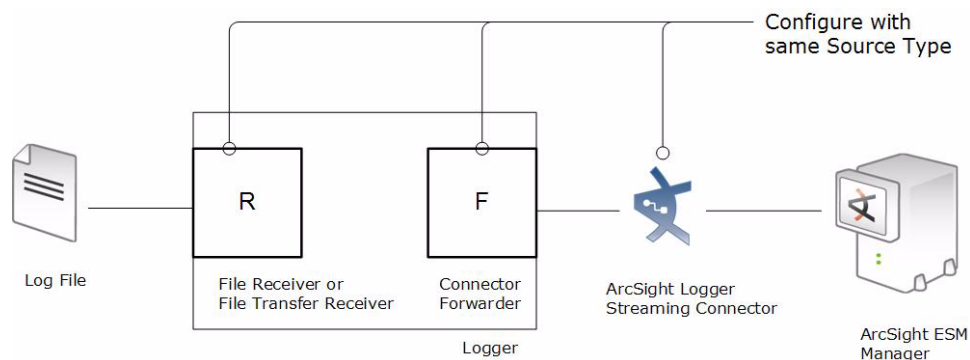 Configure with
same Source Type
R
F
Log File
File Receiver or
File Transfer Receiver
Connector
Forwarder
ArcSight Logger
Streaming Connector
ArcSight ESM
Manager
Logger